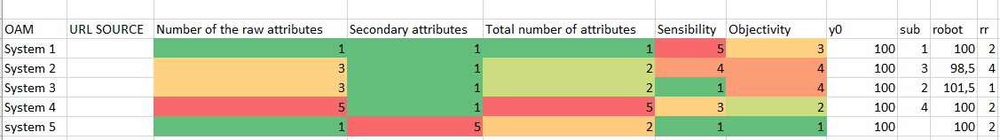 OAM URL SOURCE Number of the raw attributes Secondary attributes Total number of attributes Sensibility Objectivity y0 sub robot rr
System 1 1 1 1 5 3 100 1 100 2
System 2 3 1 2 4 4 100 3 98,5 4
System 3 3 1 2 1 4 100 2 101,5 1
System 4 5 1 5 3 2 100 4 100 2
system 5 1 5 2 1 1 100 100 2